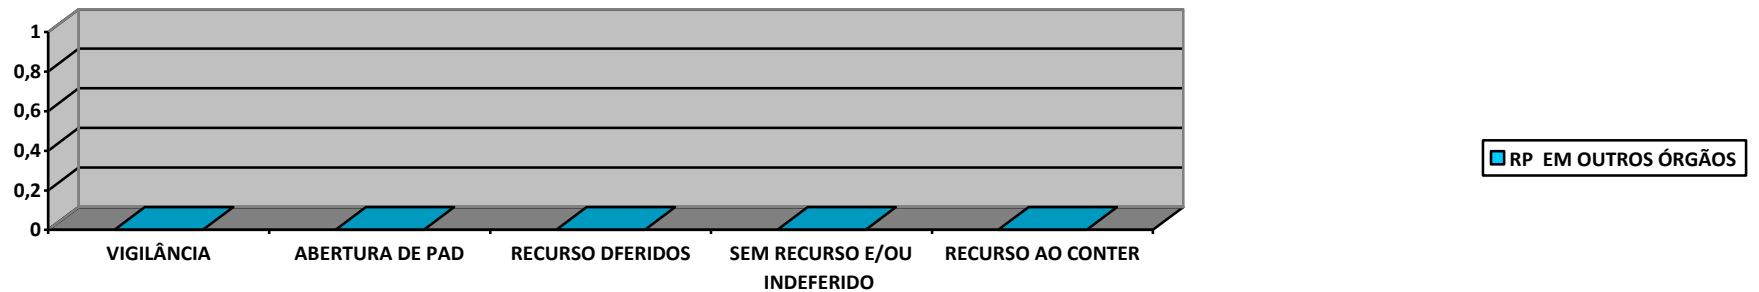 1
0,8
0,6
0,4
0,2
0
VIGILÂNCIA
ABERTURA DE PAD
RECURSO DFERIDOS
SEM RECURSO E/OU
INDEFERIDO
RECURSO AO CONTER
RP  EM OUTROS ÓRGÃOS